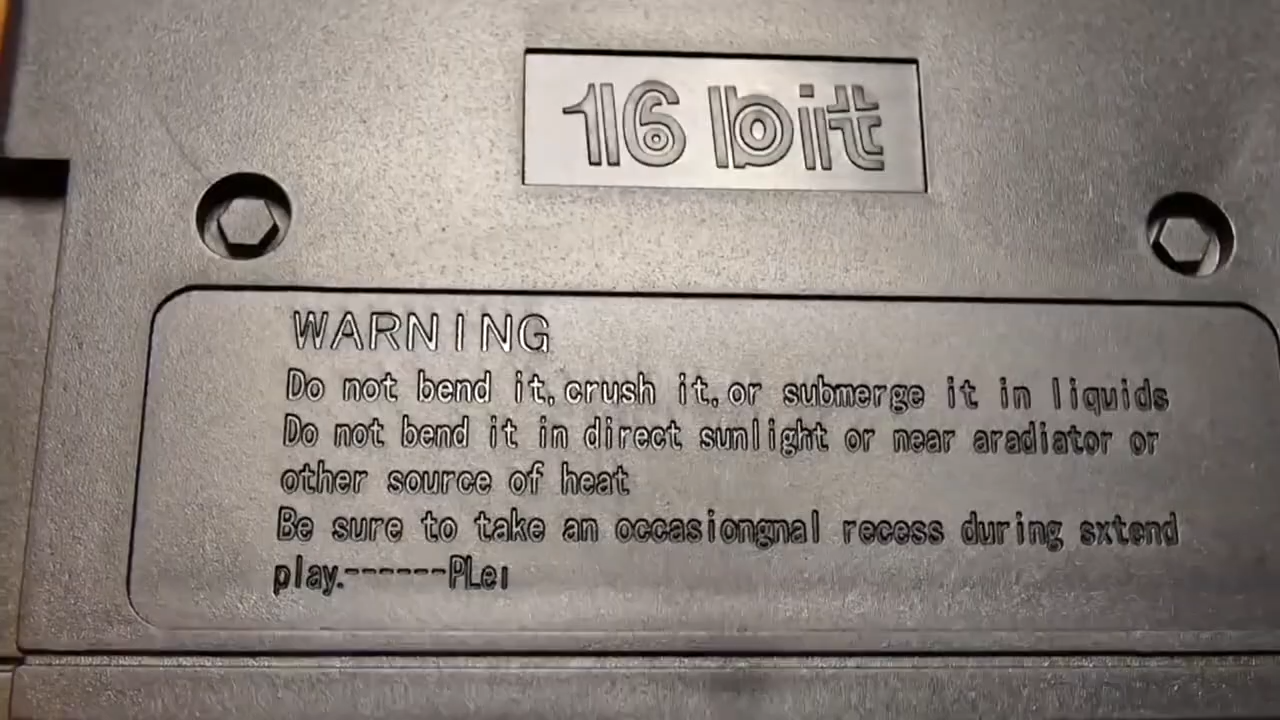 16 bit
WARNING
Do not bend it, crush it, or submerge it in liquids
Do not bend it in direct sunlight or near aradiator or
other source of heat
Be sure to take an occasiongnal recess during sxtend
play.------PLeı